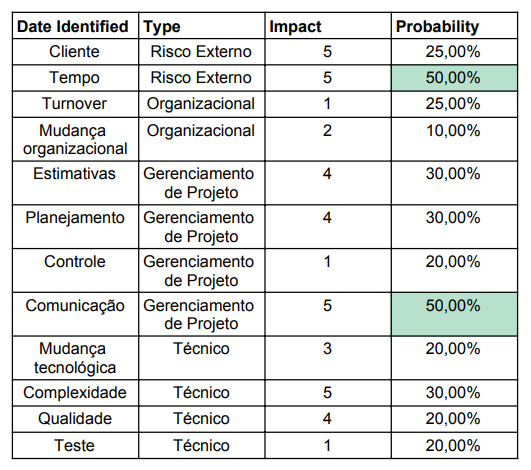 Date Identified Type Impact Probability
Cliente Risco Externo 5 25,00%
Tempo Risco Externo 5 50,00%
Turnover Organizacional 1 25,00%
Mudança Organizacional 2 10,00%
organizacional
Estimativas Gerenciamento 4 30,00%
de Projeto
Planejamento Gerenciamento 4 30,00%
de Projeto
Controle Gerenciamento 1 20,00%
de Projeto
Comunicação Gerenciamento 5 50,00%
de Projeto
Mudança Técnico 3 20,00%
tecnológica
Complexidade Técnico 5 30,00%
Qualidade Técnico 4 20,00%
Teste Técnico 1 20,00%